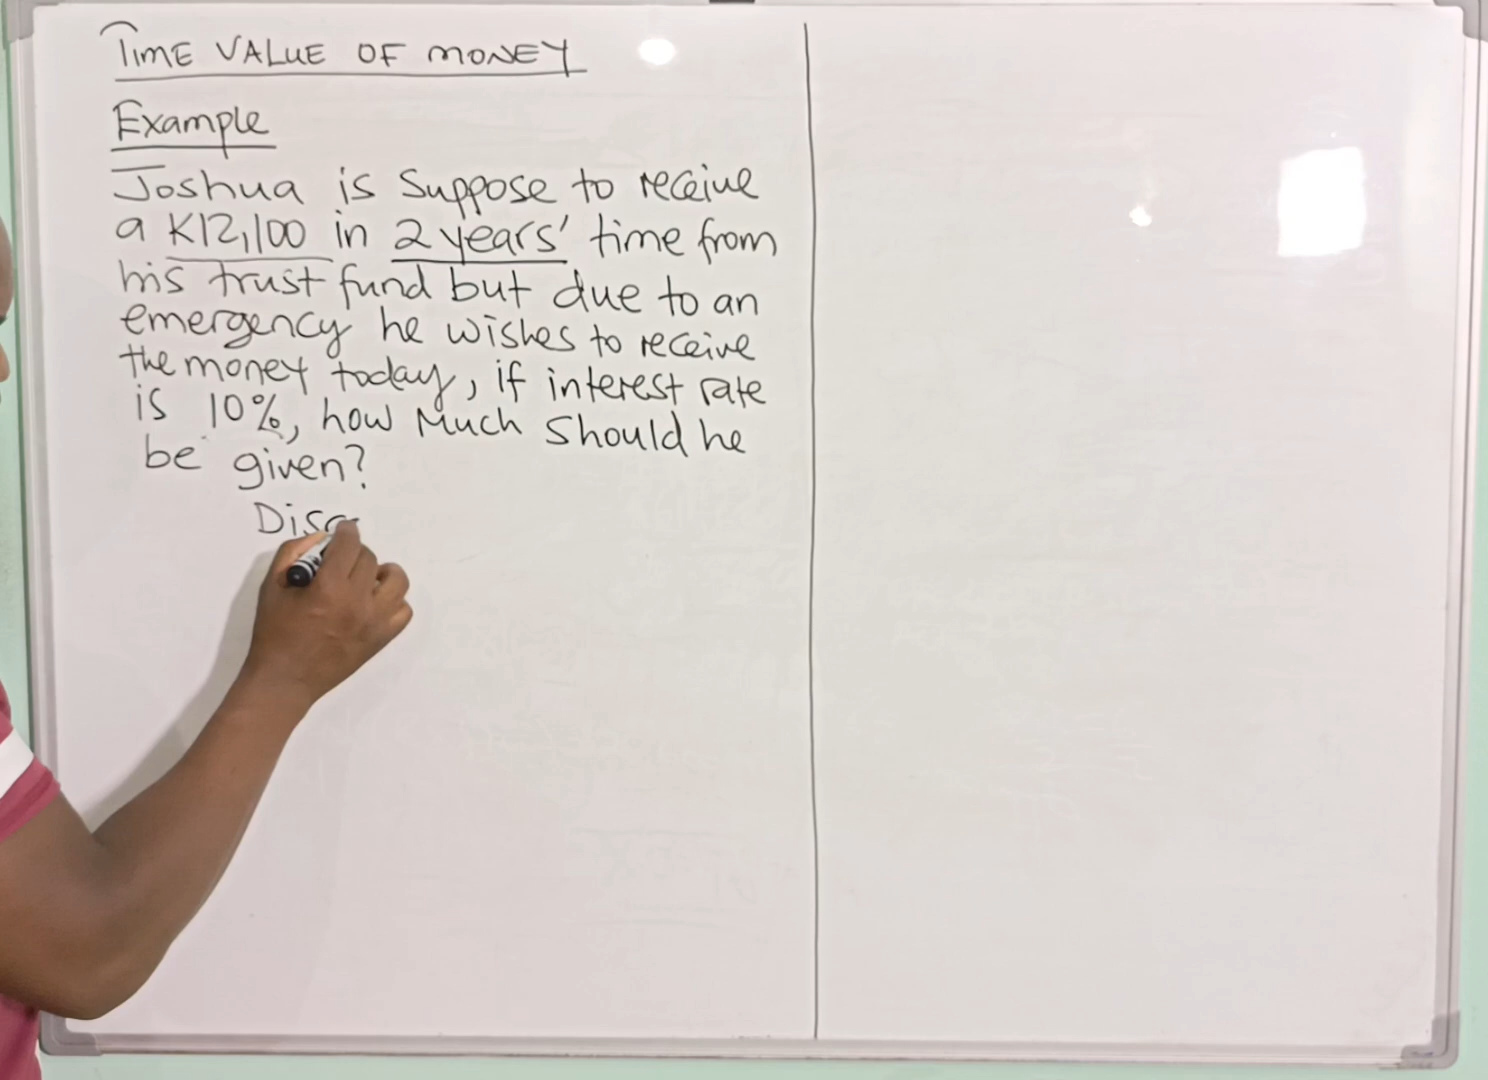 TIME VALUE OF MONEY
Example
Joshua is Suppose to receive
a K12,100 in 2 years' time from
his trust fund but due to an
emergency he wishes to receive
the money today, if interest rate
is 10%, how Much Should he
be given?
Disc